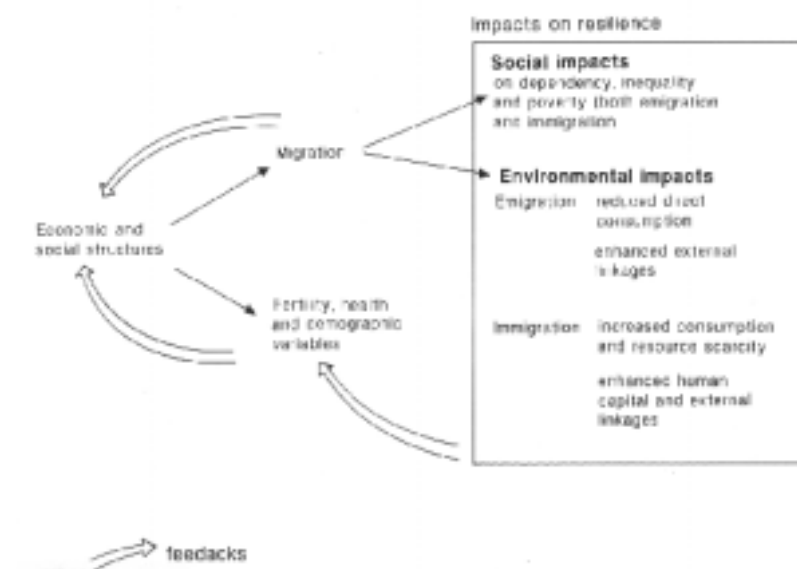 Impacts on resilience
Social impacts
on dependency, inequality
and poverty (both emigration
and immigration
Migration
Environmental impacts
Emigration reduced direct
consumption
enhanced external
Economic and
social structures
Fertility, health
and demographic
variables
Immigration increased consumption
and resource scarcity
enhanced human
capital and external
linkages
feedacks